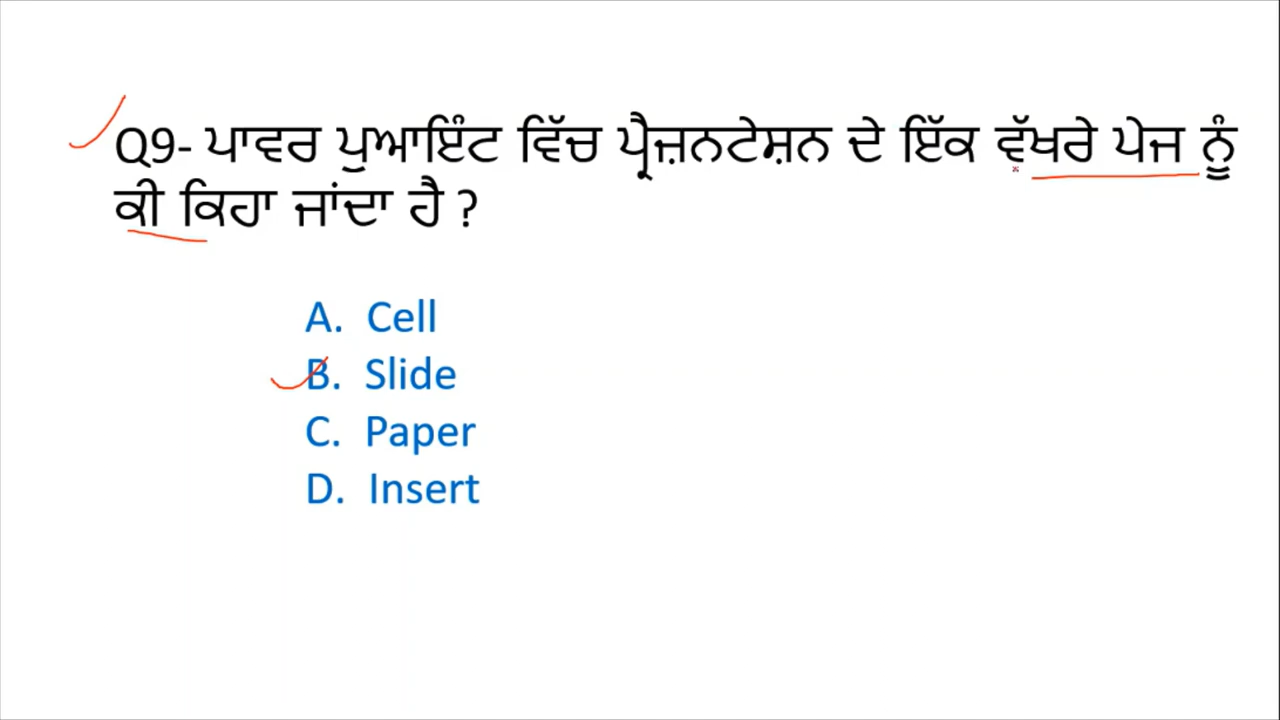 Q9- ਪਾਵਰ ਪੁਆਇੰਟ ਵਿੱਚ ਪ੍ਰੈਜ਼ਨਟੇਸ਼ਨ ਦੇ ਇੱਕ ਵੱਖਰੇ ਪੇਜ ਨੂੰ
ਕੀ ਕਿਹਾ ਜਾਂਦਾ ਹੈ ?
A. Cell
B. Slide
C. Paper
D. Insert